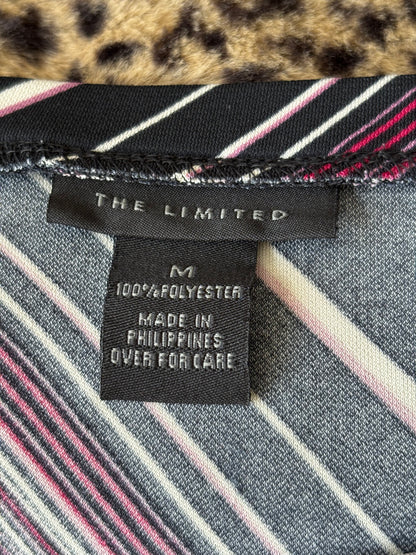 THE LIMITED
M
100%POLYESTER
MADE IN
PHILIPPINES
OVER FOR CARE